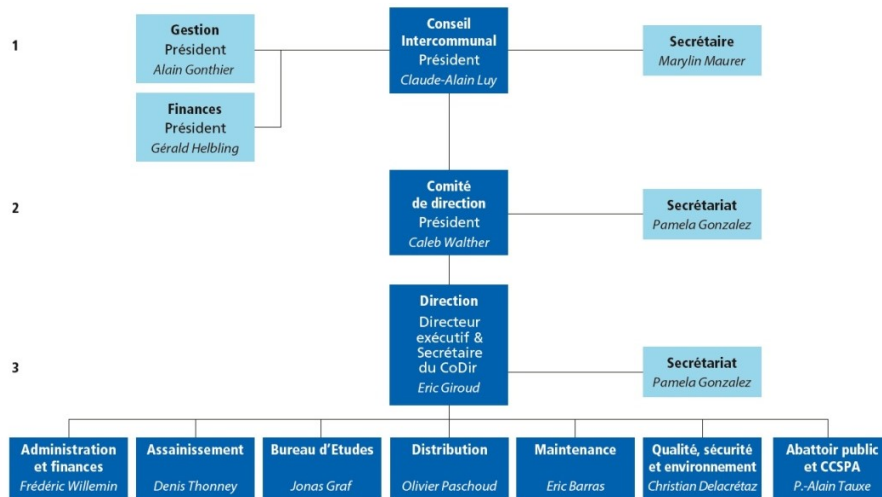 1
Gestion
Président
Alain Gonthier
Finances
Président
Gérald Helbling
Conseil
Intercommunal
Président
Claude-Alain Luy
Secrétaire
Marylin Maurer
2
Comité
de direction
Président
Caleb Walther
Secrétariat
Pamela Gonzalez
3
Direction
Directeur
exécutif &
Secrétaire
du CoDir
Eric Giroud
Secrétariat
Pamela Gonzalez
Administration
et finances
Frédéric Willemin
Assainissement
Denis Thonney
Bureau d'Etudes
Jonas Graf
Distribution
Olivier Paschoud
Maintenance
Eric Barras
Qualité, sécurité
et environnement
Christian Delacrétaz
Abattoir public
et CCSPA
P.-Alain Tauxe